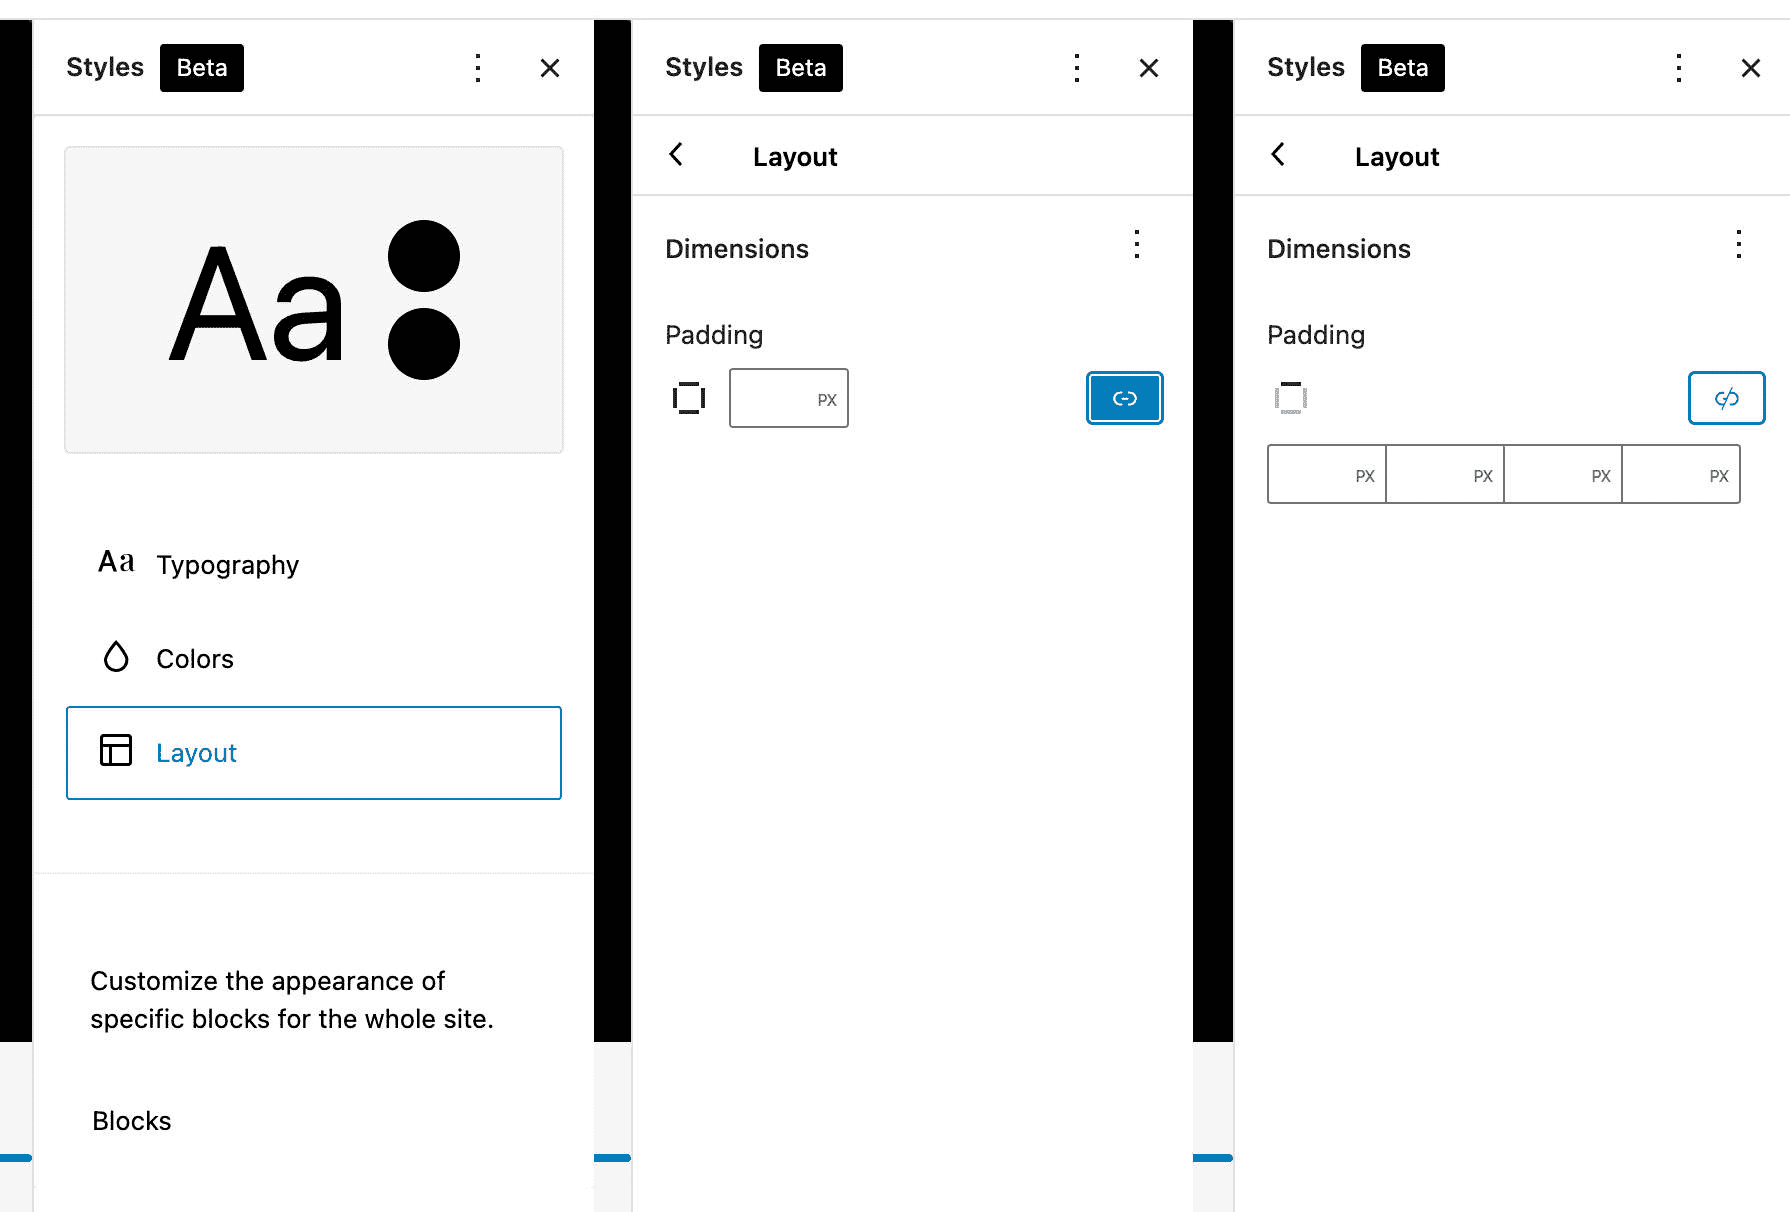 Styles Beta
Aa
Aa Typography
Colors
Layout
Customize the appearance of
specific blocks for the whole site.
Blocks
Styles Beta
Layout
Dimensions
Padding
PX
Styles Beta
Layout
Dimensions
Padding
PX PX PX PX